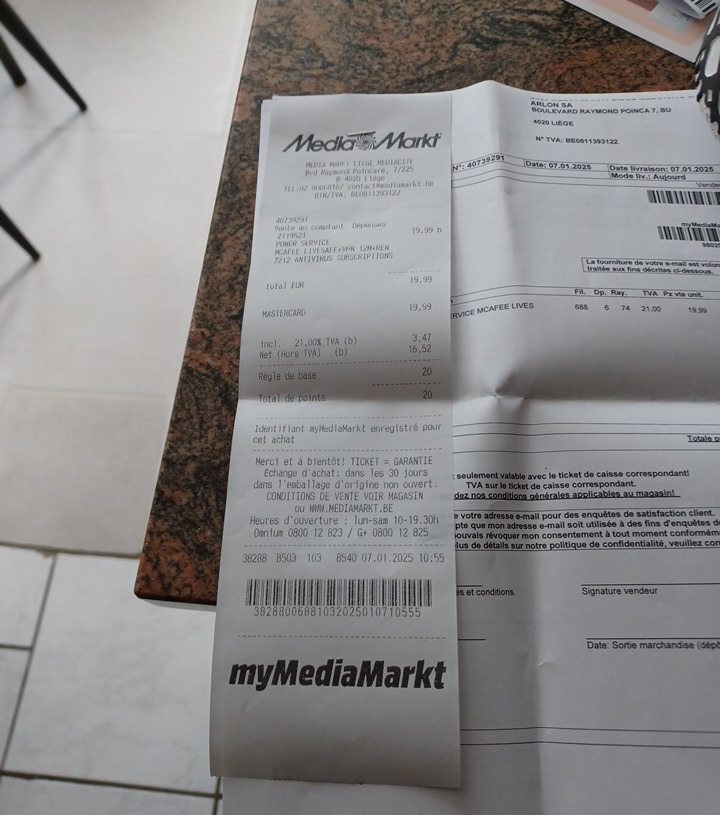 Media Markt
MEDIA MARKT LIEGE MEDIACITE
Bvd Raymond Poincaré, 7/225
B-4020 Liège
contact@mediamarkt.be
BTW/TVA: BE0811393122
40739291
Vente au comptant Dépenses
2119521 19,99 b
POWER SERVICE
MCAFEE LIVESAFE+VPN 12M+REN
7212 ANTIVIRUS SUBSCRIPTIONS
total EUR 19,99
MASTERCARD 19,99
Incl. 21,00% TVA (b) 3,47
Net (Hors TVA) (b) 16,52
Règle de base 20
Total de points 20
Identifiant myMediaMarkt enregistré pour
cet achat
Merci et à bientôt! TICKET = GARANTIE
Échange d'achat: dans les 30 jours
dans l'emballage d'origine non ouvert.
CONDITIONS DE VENTE VOIR MAGASIN
ou WWW.MEDIAMARKT.BE
Heures d'ouverture : lun-sam 10-19.30h
Omnium 0800 12 823 / G+ 0800 12 825
38288 B503 103 8540 07.01.2025 10:55
38288006881032025010710555
myMediaMarkt
ARLON SA
BOULEVARD RAYMOND POINCA 7, BU
4020 LIÈGE
N° TVA: BE0811393122
N°: 40739291 Date: 07.01.2025 Date livraison: 07.01.2025
Mode liv.: Aujourd
Vende
myMediaMa
La fourniture de votre e-mail est volon
traitée aux fins décrites ci-dessous.
Fil. Dp. Ray. TVA Px vte unit.
RVICE MCAFEE LIVES 688 6 74 21,00 19,99
Totale p
seulement valable avec le ticket de caisse correspondant!
TVA sur le ticket de caisse correspondant.
dez nos conditions générales applicables au magasin!
e votre adresse e-mail pour des enquêtes de satisfaction client.
pte que mon adresse e-mail soit utilisée à des fins d'enquêtes d
ouvais révoquer mon consentement à tout moment conformém
lus de détails sur notre politique de confidentialité, veuillez con
es et conditions. Signature vendeur
Date: Sortie marchandise (dépô